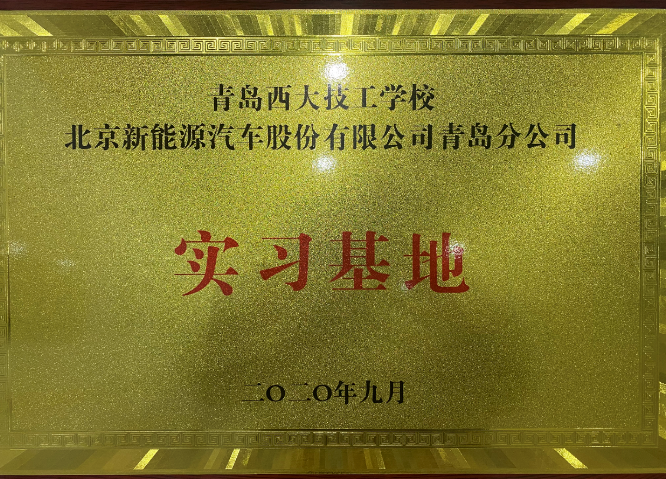 青岛西大技工学校
北京新能源汽车股份有限公司青岛分公司
实习基地
二〇二〇年九月